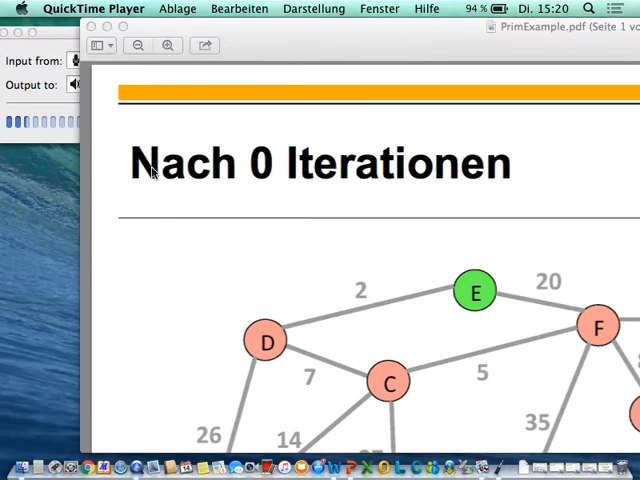 QuickTime Player Ablage Bearbeiten Darstellung Fenster Hilfe 94 % Di. 15:20
PrimExample.pdf (Seite 1 vo
Input from:
Output to:
Nach 0 Iterationen
2
E
20
F
D
7
C
5
26
14
35